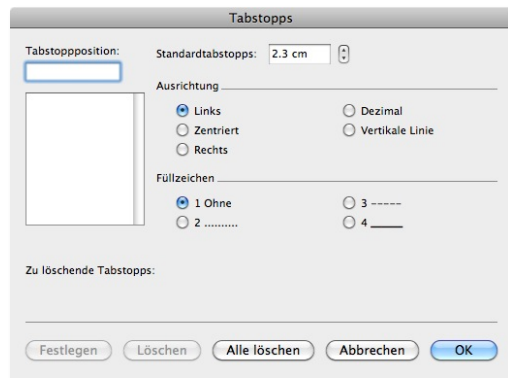 Tabstopps
Tabstoppposition:
Standardtabstopps: 2.3 cm
Ausrichtung
Links
Dezimal
Zentriert
Vertikale Linie
Rechts
Füllzeichen
1 Ohne
3 -----
2 ..........
4 _____
Zu löschende Tabstopps:
Festlegen Löschen Alle löschen Abbrechen OK